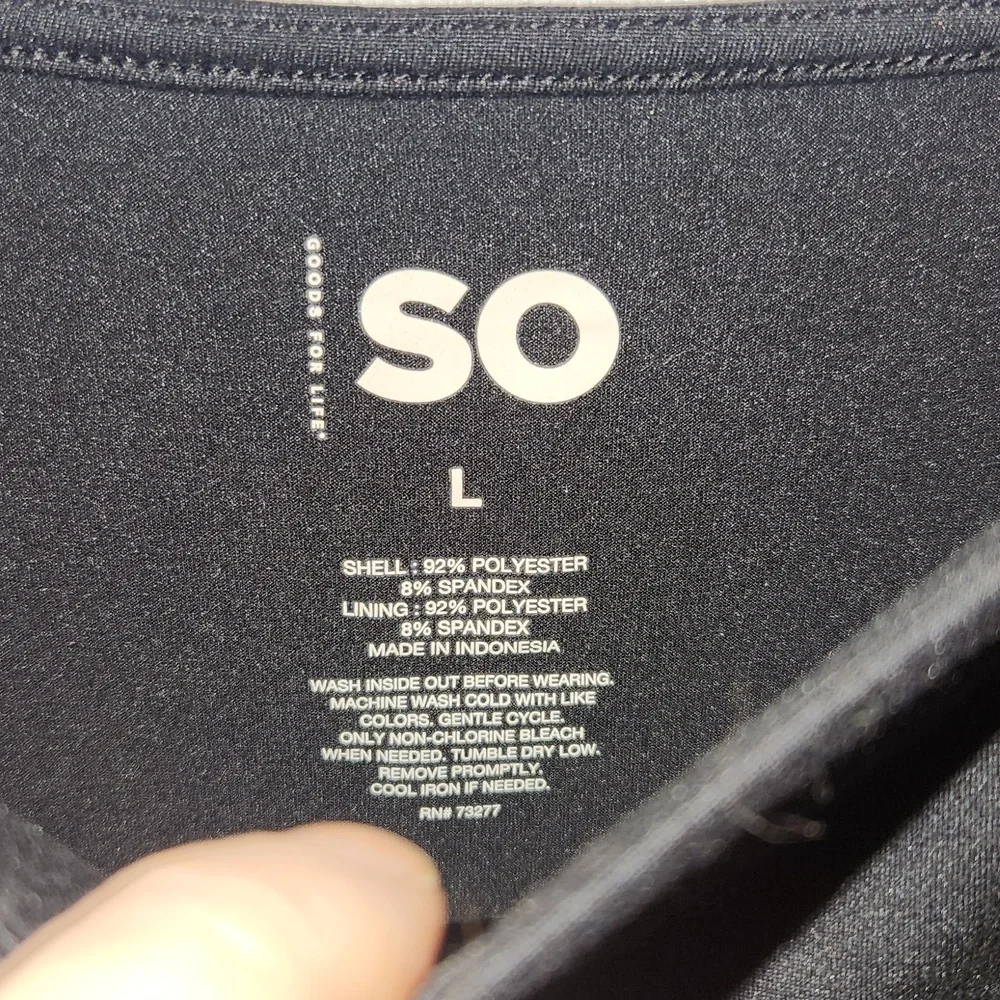 GOODS FOR LIFE
SO
L
SHELL : 92% POLYESTER
8% SPANDEX
LINING : 92% POLYESTER
8% SPANDEX
MADE IN INDONESIA
WASH INSIDE OUT BEFORE WEARING.
MACHINE WASH COLD WITH LIKE
COLORS. GENTLE CYCLE.
ONLY NON-CHLORINE BLEACH
WHEN NEEDED. TUMBLE DRY LOW.
REMOVE PROMPTLY.
COOL IRON IF NEEDED.
RN# 73277